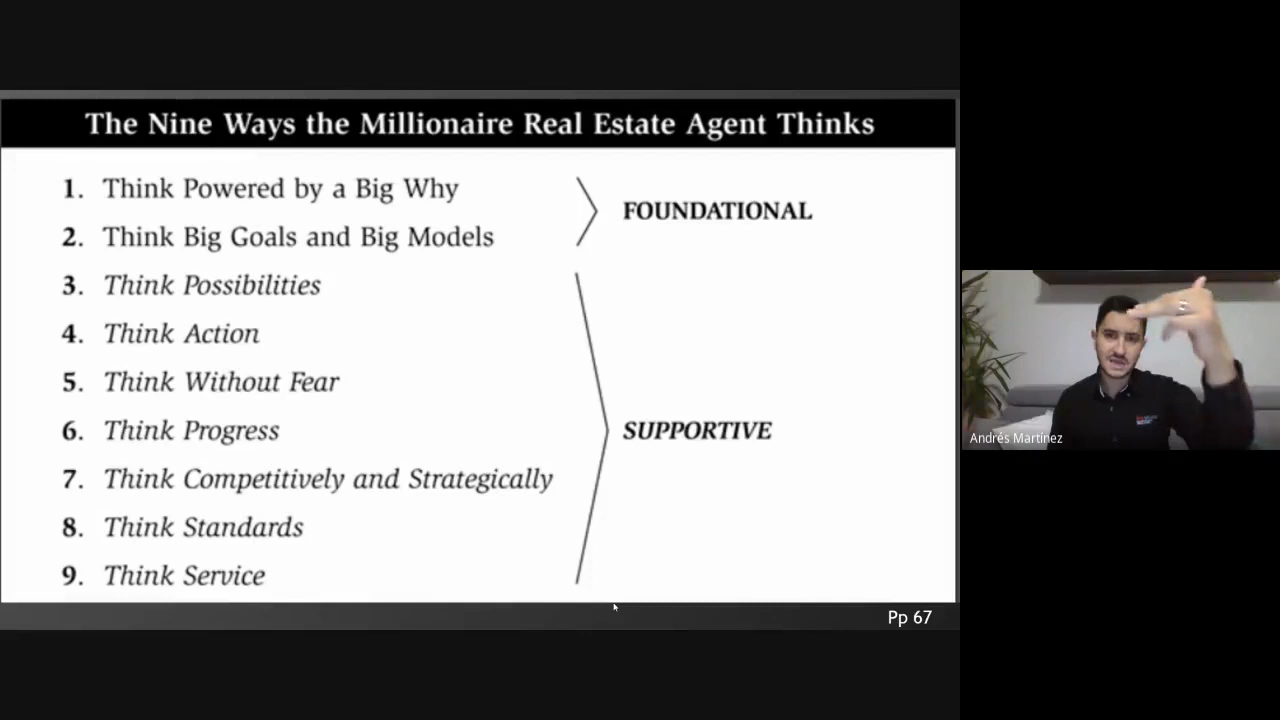 The Nine Ways the Millionaire Real Estate Agent Thinks
1. Think Powered by a Big Why
2. Think Big Goals and Big Models
FOUNDATIONAL
3. Think Possibilities
4. Think Action
5. Think Without Fear
6. Think Progress
7. Think Competitively and Strategically
8. Think Standards
9. Think Service
SUPPORTIVE
Pp 67
Andrés Martínez